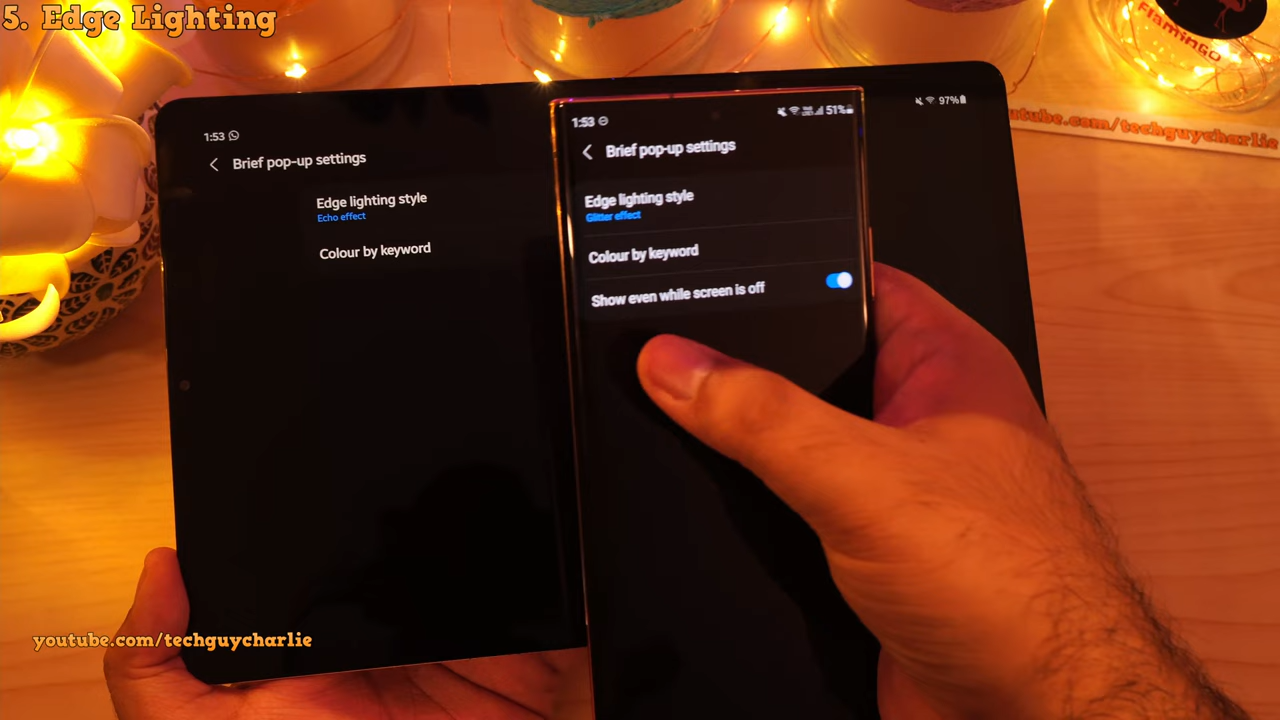 5. Edge Lighting
FLAMINGO
youtube.com/techguycharlie
1:53
97%
Brief pop-up settings
Edge lighting style
Echo effect
Colour by keyword
1:53
51%
Brief pop-up settings
Edge lighting style
Glitter effect
Colour by keyword
Show even while screen is off
youtube.com/techguycharlie